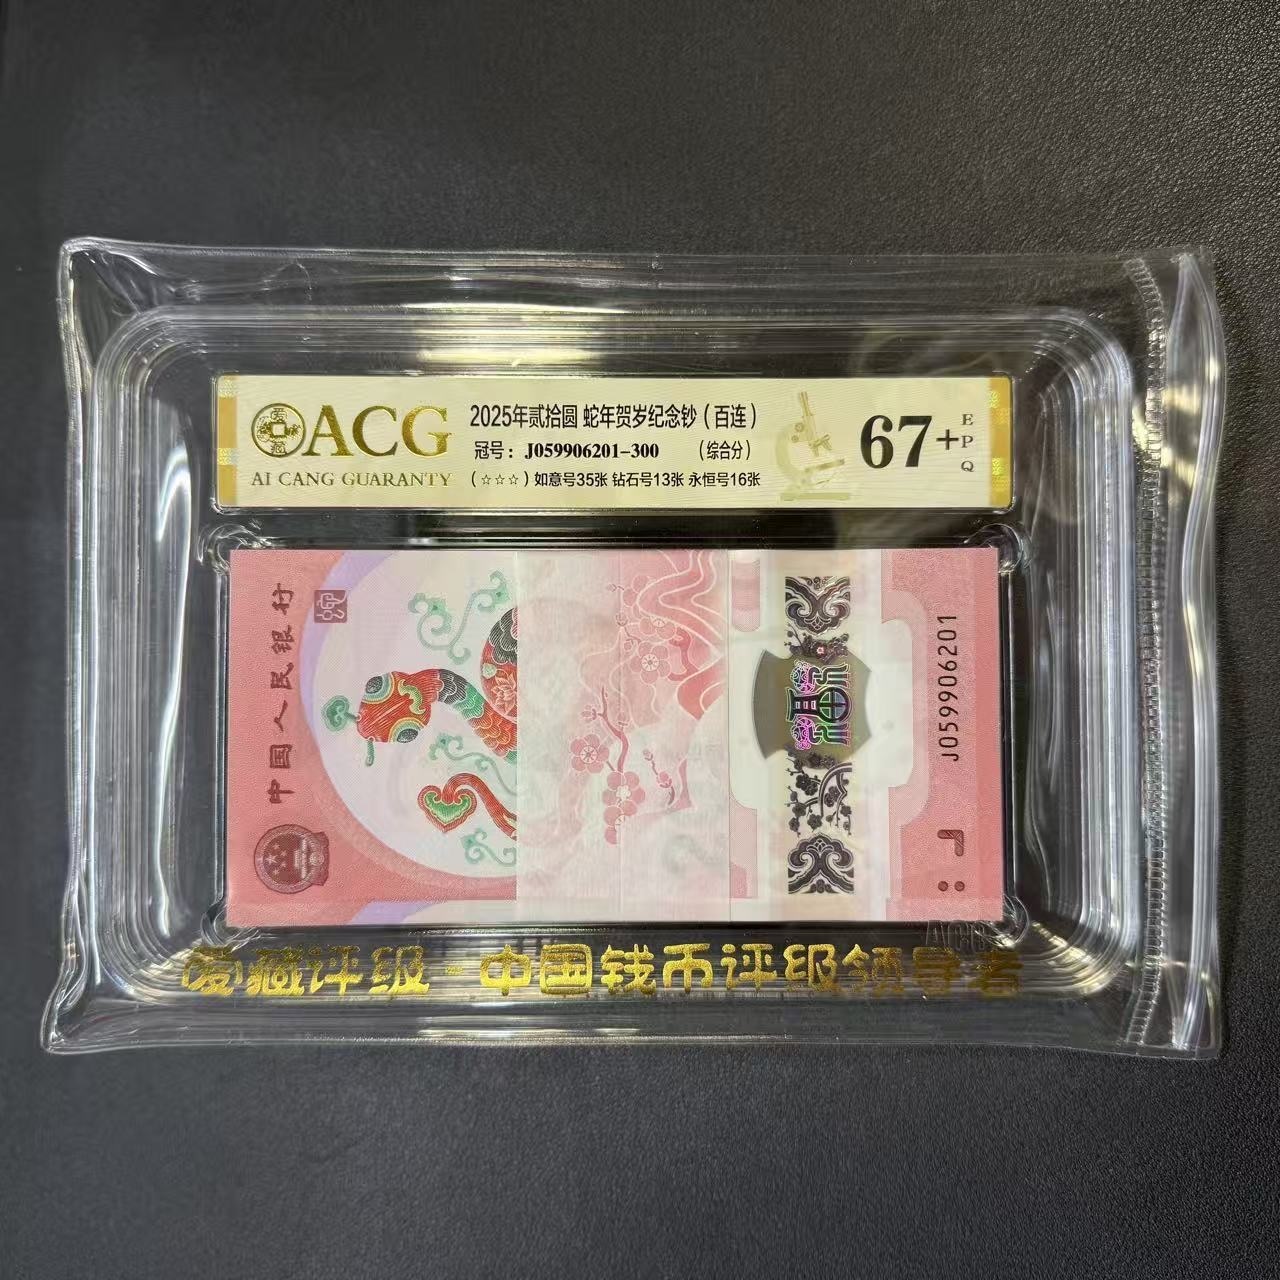 ACG
AI CANG GUARANTY
2025年贰拾圆 蛇年贺岁纪念钞（百连）
冠号：J059906201-300 （综合分）
（☆☆☆）如意号35张 钻石号13张 永恒号16张
67+
EPQ
中国人民银行
福
J059906201
爱藏评级-中国钱币评级领导者